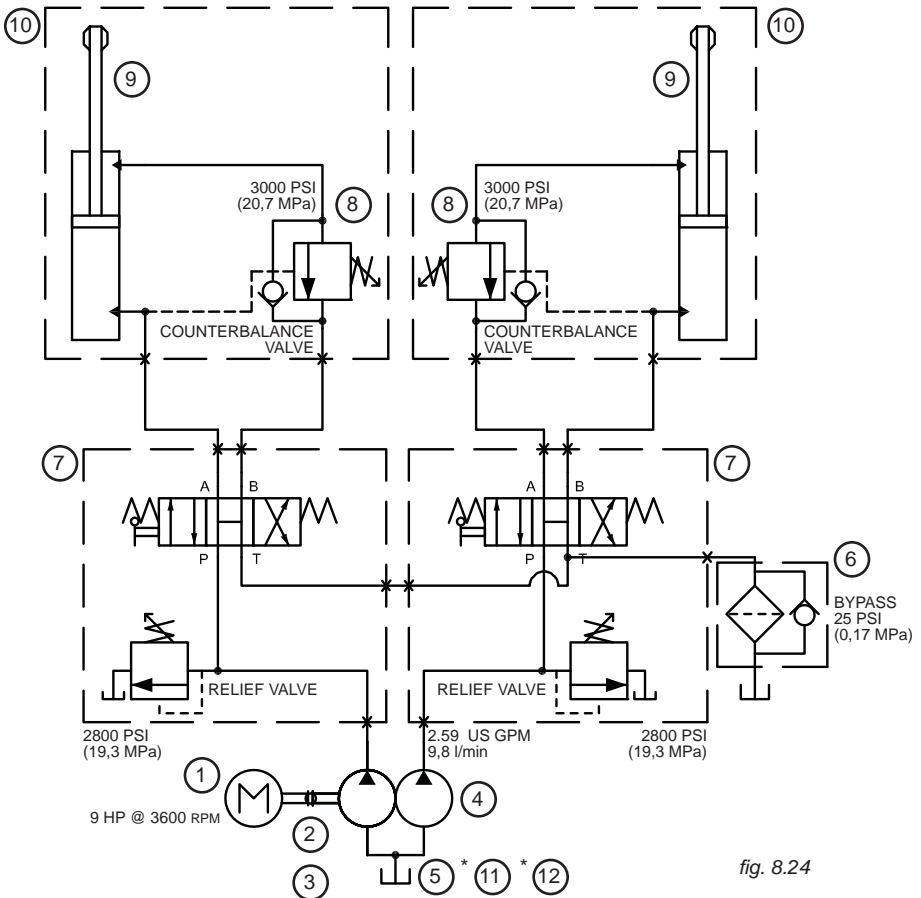 10
10
9
9
3000 PSI
(20,7 MPa)
8
8
3000 PSI
(20,7 MPa)
COUNTERBALANCE
VALVE
COUNTERBALANCE
VALVE
7
7
A B
A B
P T
P T
6
BYPASS
25 PSI
(0,17 MPa)
RELIEF VALVE
RELIEF VALVE
2800 PSI
(19,3 MPa)
2.59 US GPM
9,8 l/min
2800 PSI
(19,3 MPa)
1
M
4
9 HP @ 3600 RPM
2
3
5 * 11 * 12
fig. 8.24